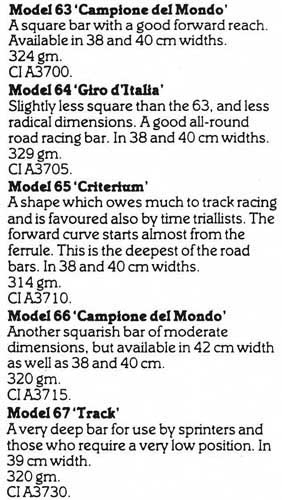 Model 63 'Campione del Mondo'
A square bar with a good forward reach.
Available in 38 and 40 cm widths.
324 gm.
CI A3700.
Model 64 'Giro d'Italia'
Slightly less square than the 63, and less
radical dimensions. A good all-round
road racing bar. In 38 and 40 cm widths.
329 gm.
CI A3705.
Model 65 'Criterium'
A shape which owes much to track racing
and is favoured also by time triallists. The
forward curve starts almost from the
ferrule. This is the deepest of the road
bars. In 38 and 40 cm widths.
314 gm.
CI A3710.
Model 66 'Campione del Mondo'
Another squarish bar of moderate
dimensions, but available in 42 cm width
as well as 38 and 40 cm.
320 gm.
CI A3715.
Model 67 'Track'
A very deep bar for use by sprinters and
those who require a very low position. In
39 cm width.
320 gm.
CI A3730.